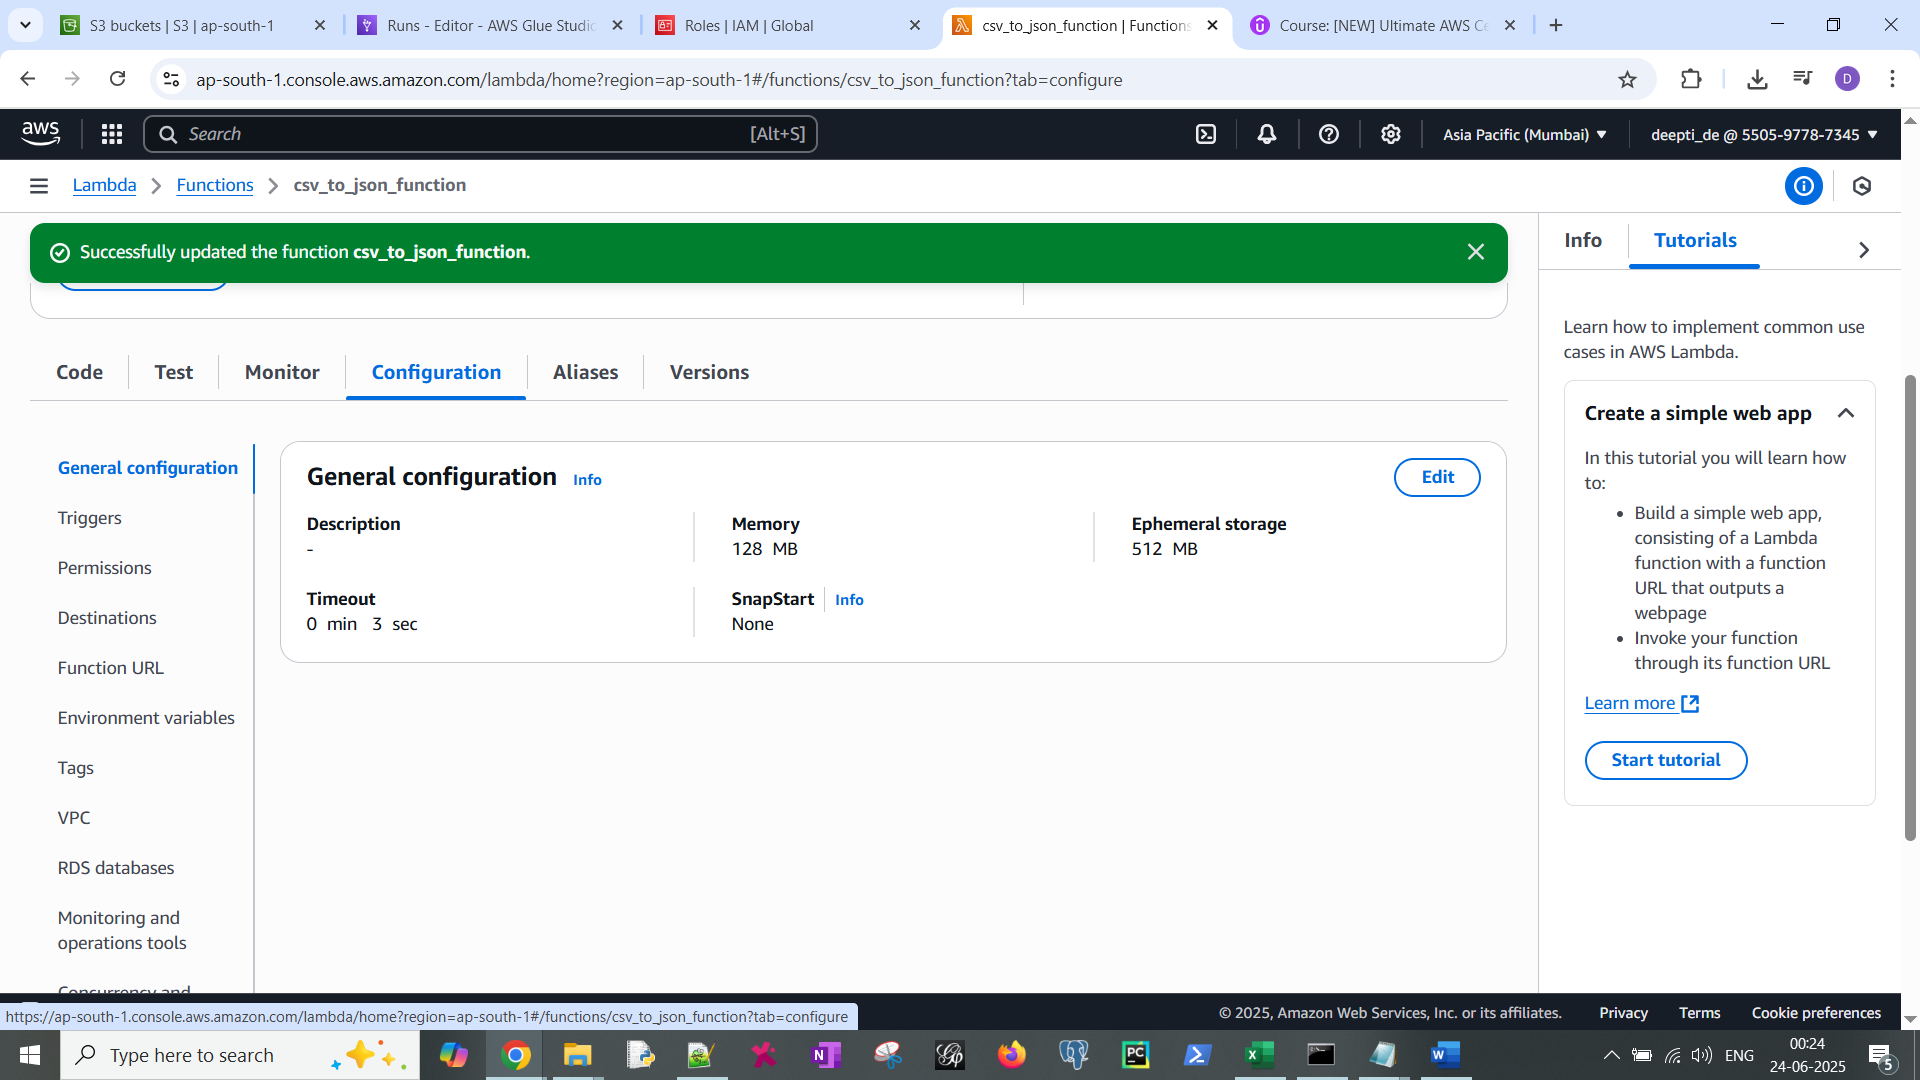 S3 buckets | S3 | ap-south-1
Runs - Editor - AWS Glue Studio
Roles | IAM | Global
csv_to_json_function | Functions
Course: [NEW] Ultimate AWS Ce
ap-south-1.console.aws.amazon.com/lambda/home?region=ap-south-1#/functions/csv_to_json_function?tab=configure
D
aws
Search [Alt+S]
Asia Pacific (Mumbai)
deepti_de @ 5505-9778-7345
Lambda > Functions > csv_to_json_function
Successfully updated the function csv_to_json_function.
Info
Tutorials
Code
Test
Monitor
Configuration
Aliases
Versions
General configuration
Triggers
Permissions
Destinations
Function URL
Environment variables
Tags
VPC
RDS databases
Monitoring and
operations tools
Concurrency and
General configuration Info
Edit
Description
-
Memory
128 MB
Ephemeral storage
512 MB
Timeout
0 min 3 sec
SnapStart Info
None
Learn how to implement common use
cases in AWS Lambda.
Create a simple web app
In this tutorial you will learn how
to:
• Build a simple web app,
consisting of a Lambda
function with a function
URL that outputs a
webpage
• Invoke your function
through its function URL
Learn more
Start tutorial
https://ap-south-1.console.aws.amazon.com/lambda/home?region=ap-south-1#/functions/csv_to_json_function?tab=configure
© 2025, Amazon Web Services, Inc. or its affiliates.
Privacy
Terms
Cookie preferences
Type here to search
ENG
00:24
24-06-2025
5